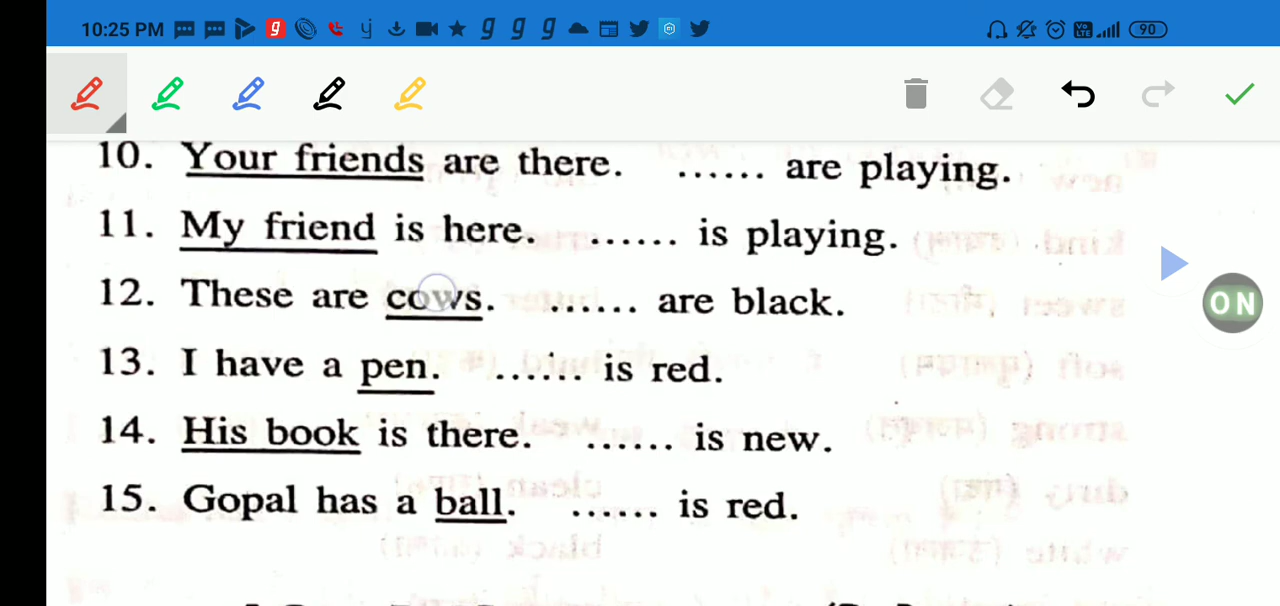 10:25 PM
90
10. Your friends are there. ...... are playing.
11. My friend is here. ...... is playing.
12. These are cows. ...... are black.
13. I have a pen. ...... is red.
14. His book is there. ...... is new.
15. Gopal has a ball. ...... is red.
ON